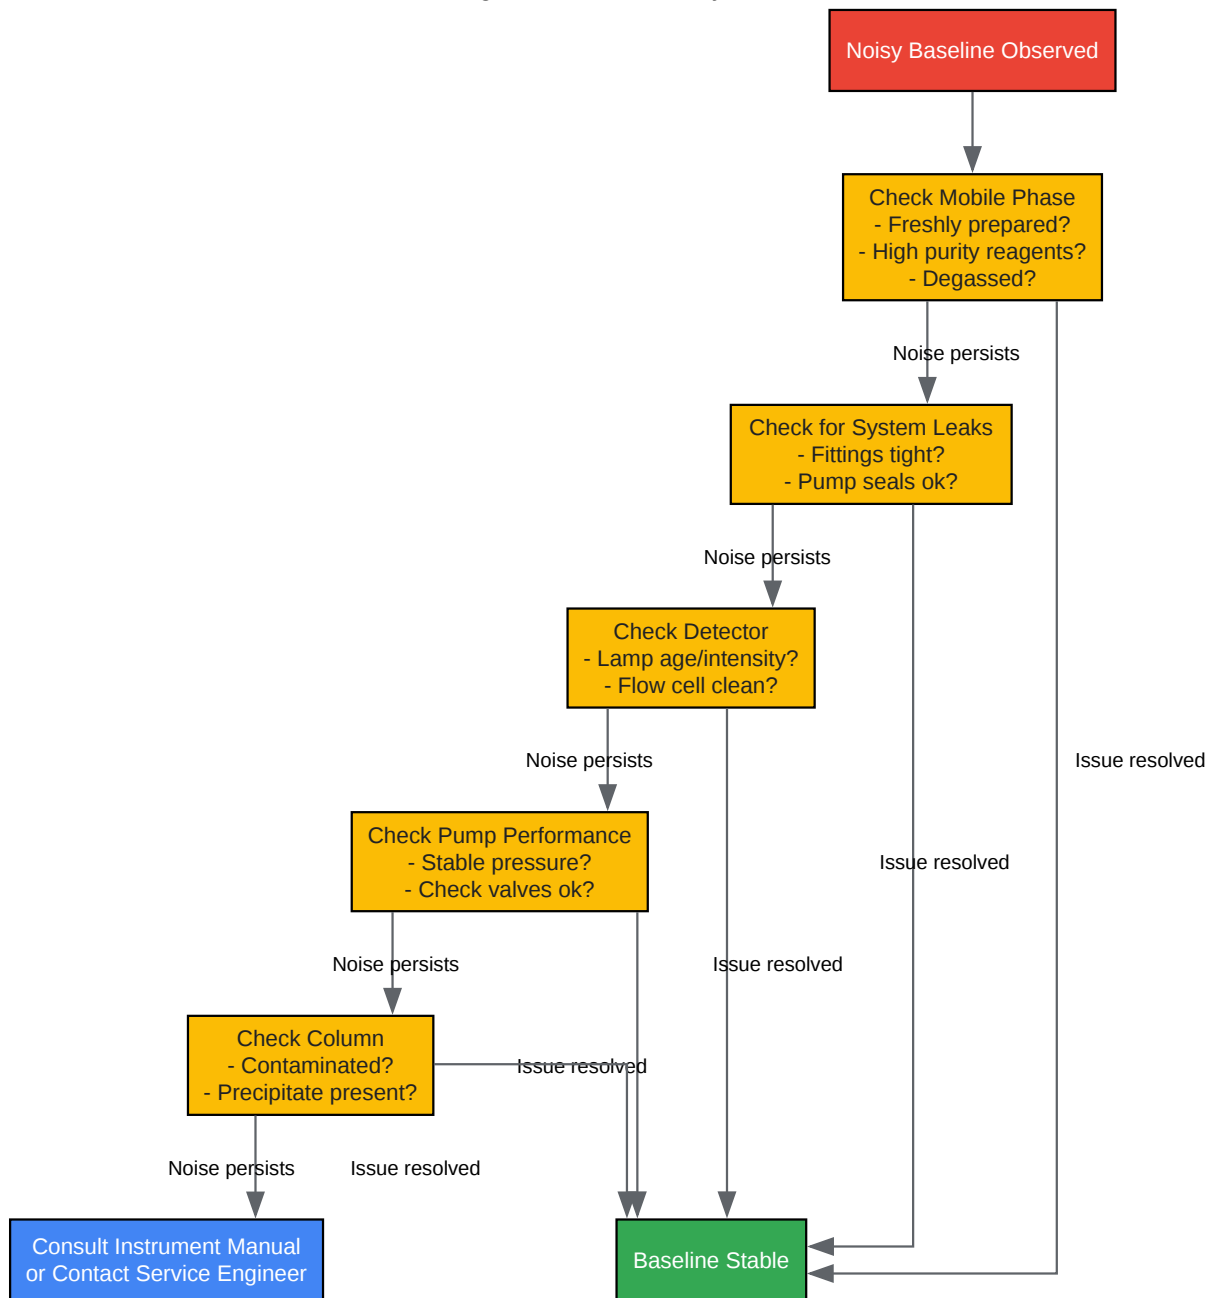 Noisy Baseline Observed
Check Mobile Phase
- Freshly prepared?
- High purity reagents?
- Degassed?
Noise persists
Check for System Leaks
- Fittings tight?
- Pump seals ok?
Noise persists
Check Detector
- Lamp age/intensity?
- Flow cell clean?
Noise persists
Issue resolved
Check Pump Performance
- Stable pressure?
- Check valves ok?
Issue resolved
Noise persists
Issue resolved
Check Column
- Contaminated?
- Precipitate present?
Issue resolved
Noise persists
Issue resolved
Consult Instrument Manual
or Contact Service Engineer
Baseline Stable